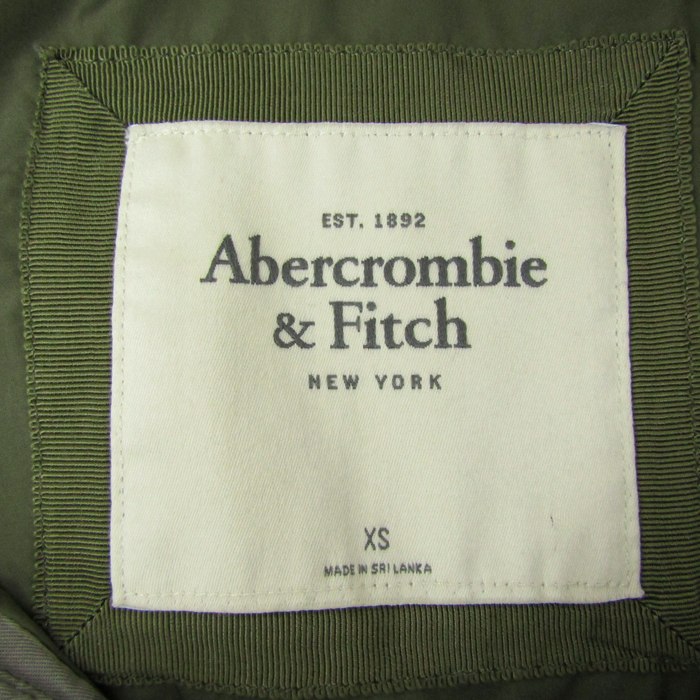 EST. 1892
Abercrombie
& Fitch
NEW YORK
XS
MADE IN SRI LANKA